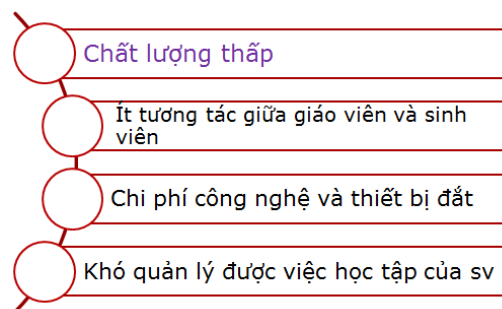 Chất lượng thấp
Ít tương tác giữa giáo viên và sinh
viên
Chi phí công nghệ và thiết bị đắt
Khó quản lý được việc học tập của sv